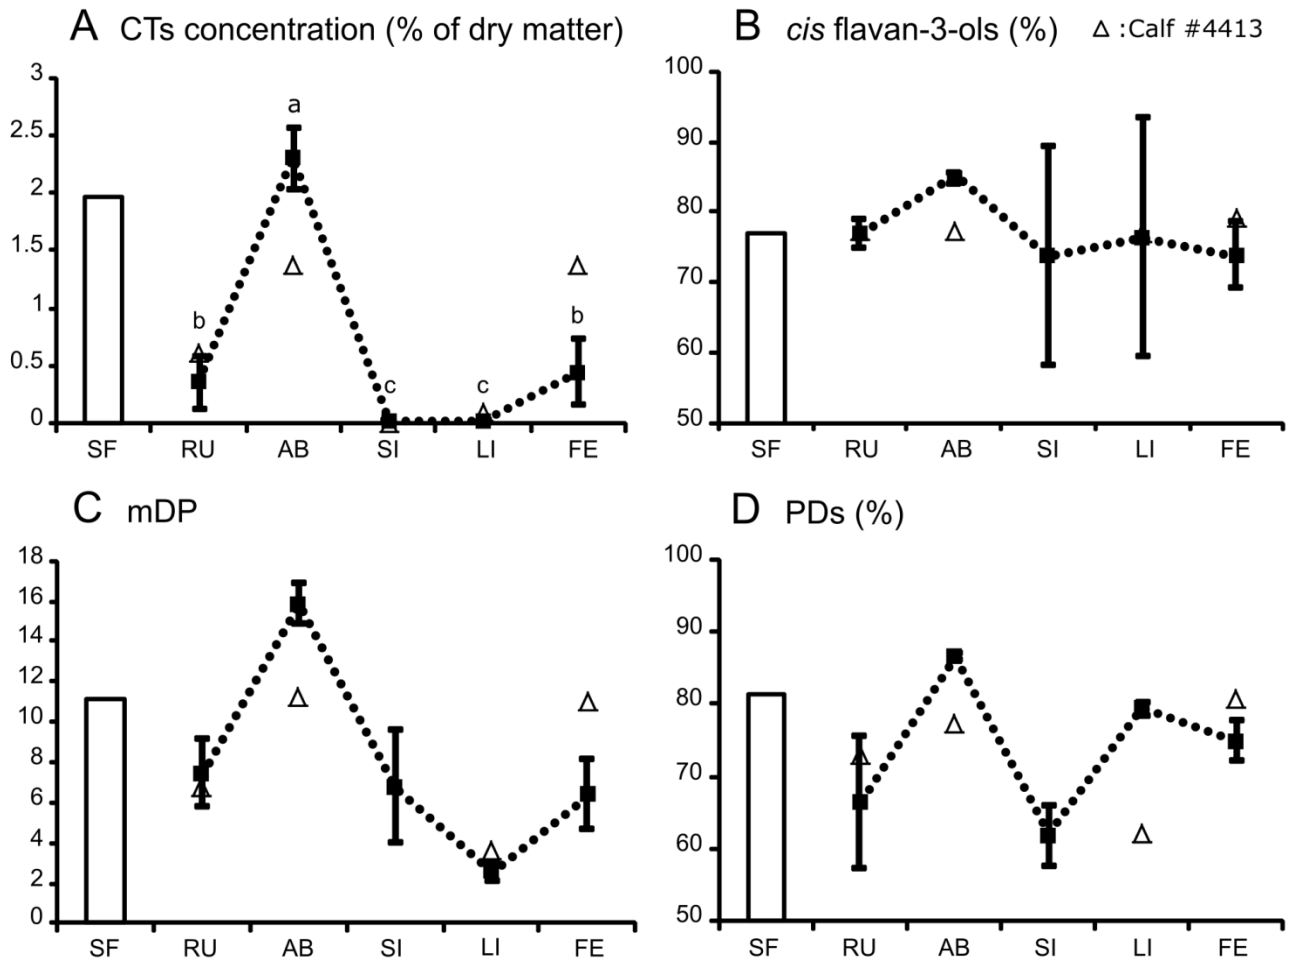 A CTs concentration (% of dry matter)
3
2.5
2
1.5
1
0.5
0
a
b
c
c
b
SF RU AB SI LI FE
B cis flavan-3-ols (%) △ :Calf #4413
100
90
80
70
60
50
SF RU AB SI LI FE
C mDP
18
16
14
12
10
8
6
4
2
0
SF RU AB SI LI FE
D PDs (%)
100
90
80
70
60
50
SF RU AB SI LI FE